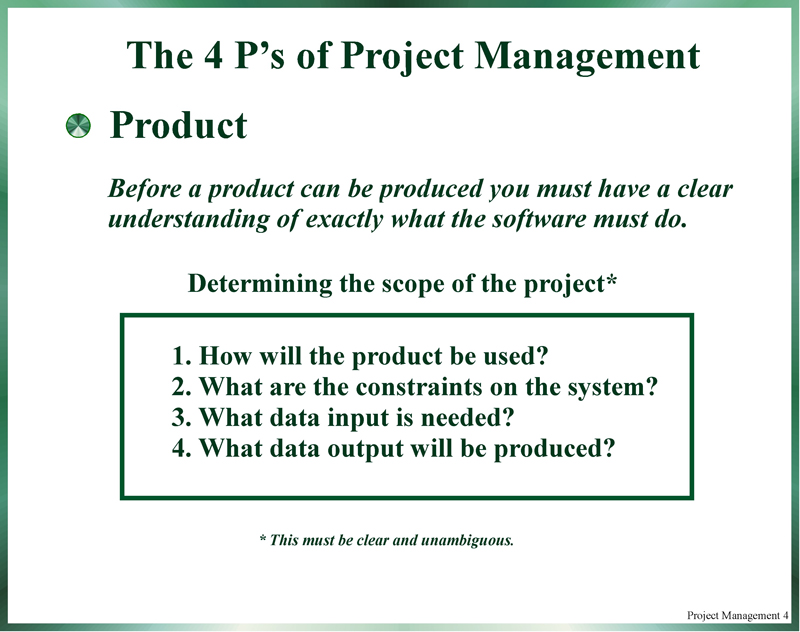 The 4 P’s of Project Management
Product
Before a product can be produced you must have a clear
understanding of exactly what the software must do.
Determining the scope of the project*
1. How will the product be used?
2. What are the constraints on the system?
3. What data input is needed?
4. What data output will be produced?
* This must be clear and unambiguous.
Project Management 4